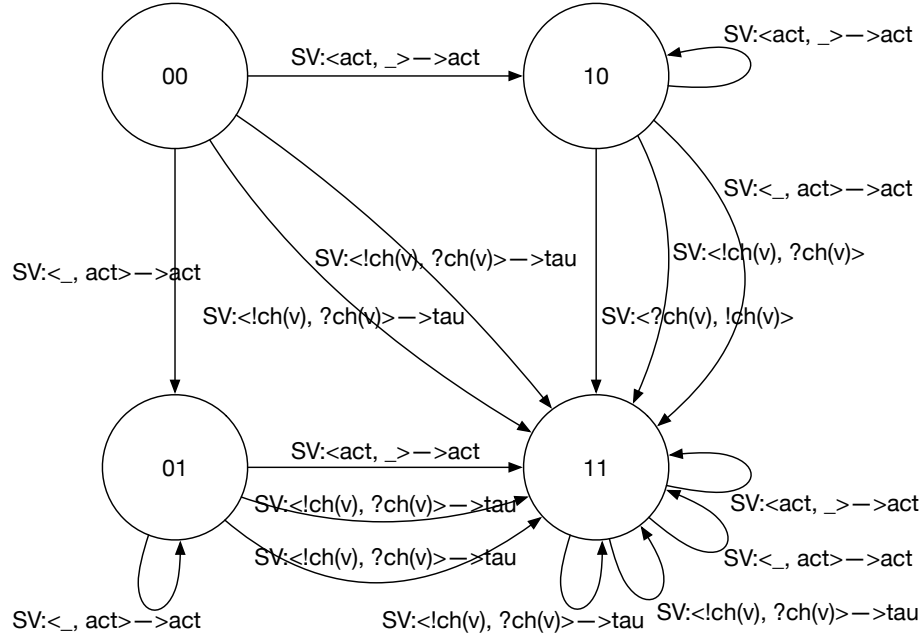 SV:<act, _>—>act
SV:<act, _>—>act
00
10
SV:<_, act>—>act
SV:<!ch(v), ?ch(v)>
SV:<!ch(v), ?ch(v)>—>tau
SV:<_, act>—>act
SV:<!ch(v), ?ch(v)>—>tau
SV:<?ch(v), !ch(v)>
SV:<act, _>—>act
01
11
SV:<!ch(v), ?ch(v)>—>tau
SV:<act, _>—>act
SV:<!ch(v), ?ch(v)>—>tau
SV:<_, act>—>act
SV:<_, act>—>act
SV:<!ch(v), ?ch(v)>—>tau
SV:<!ch(v), ?ch(v)>—>tau